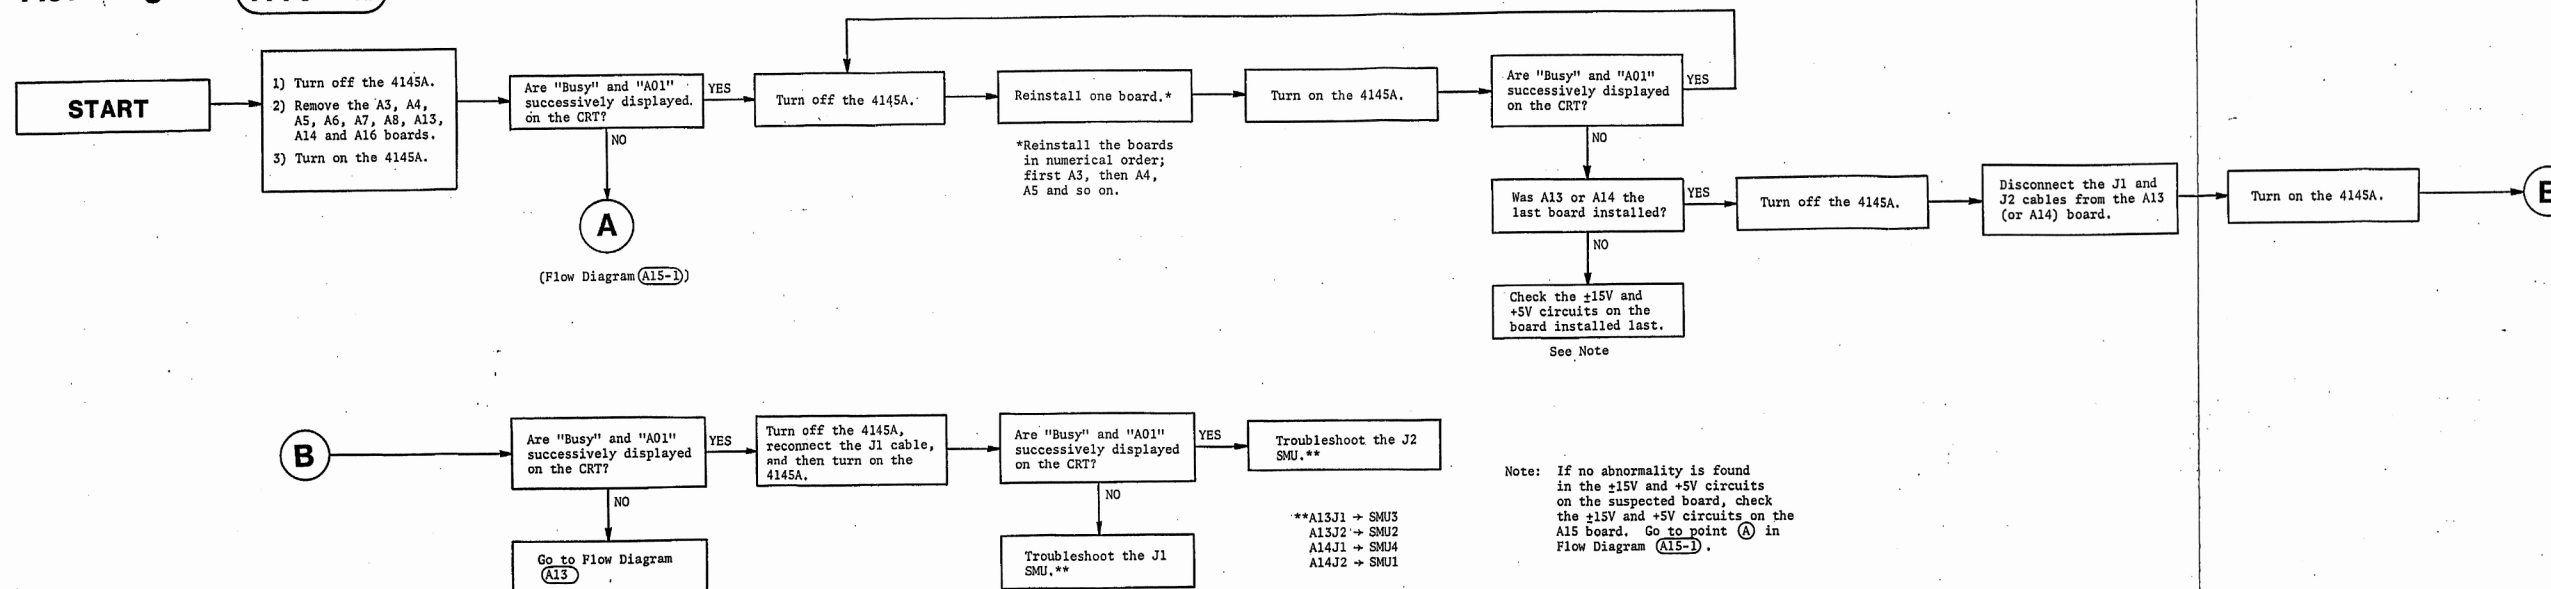 START
1) Turn off the 4145A.
2) Remove the A3, A4,
A5, A6, A7, A8, A13,
A14 and A16 boards.
3) Turn on the 4145A.
Are "Busy" and "A01"
successively displayed.
on the CRT?
YES
NO
A
(Flow Diagram A15-1)
Turn off the 4145A.
Reinstall one board.*
*Reinstall the boards
in numerical order;
first A3, then A4,
A5 and so on.
Turn on the 4145A.
Are "Busy" and "A01"
successively displayed
on the CRT?
YES
NO
Was A13 or A14 the
last board installed?
YES
NO
Check the ±15V and
+5V circuits on the
board installed last.
See Note
Turn off the 4145A.
Disconnect the J1 and
J2 cables from the A13
(or A14) board.
Turn on the 4145A.
B
Are "Busy" and "A01"
successively displayed
on the CRT?
YES
NO
Go to Flow Diagram
A13
Turn off the 4145A,
reconnect the J1 cable,
and then turn on the
4145A.
Are "Busy" and "A01"
successively displayed
on the CRT?
YES
NO
Troubleshoot the J1
SMU.**
Troubleshoot the J2
SMU.**
**A13J1 → SMU3
A13J2 → SMU2
A14J1 → SMU4
A14J2 → SMU1
Note: If no abnormality is found
in the ±15V and +5V circuits
on the suspected board, check
the ±15V and +5V circuits on the
A15 board. Go to point A in
Flow Diagram A15-1.